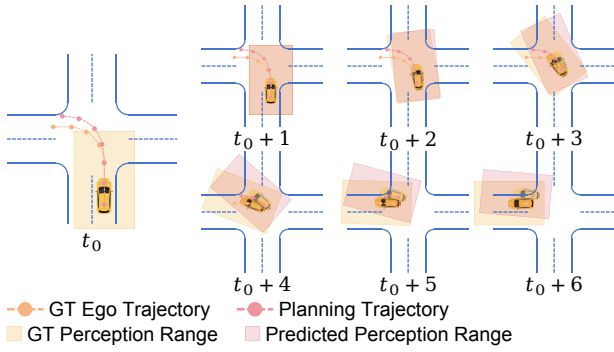 t₀
t₀ + 1
t₀ + 2
t₀ + 3
t₀ + 4
t₀ + 5
t₀ + 6
GT Ego Trajectory
Planning Trajectory
GT Perception Range
Predicted Perception Range